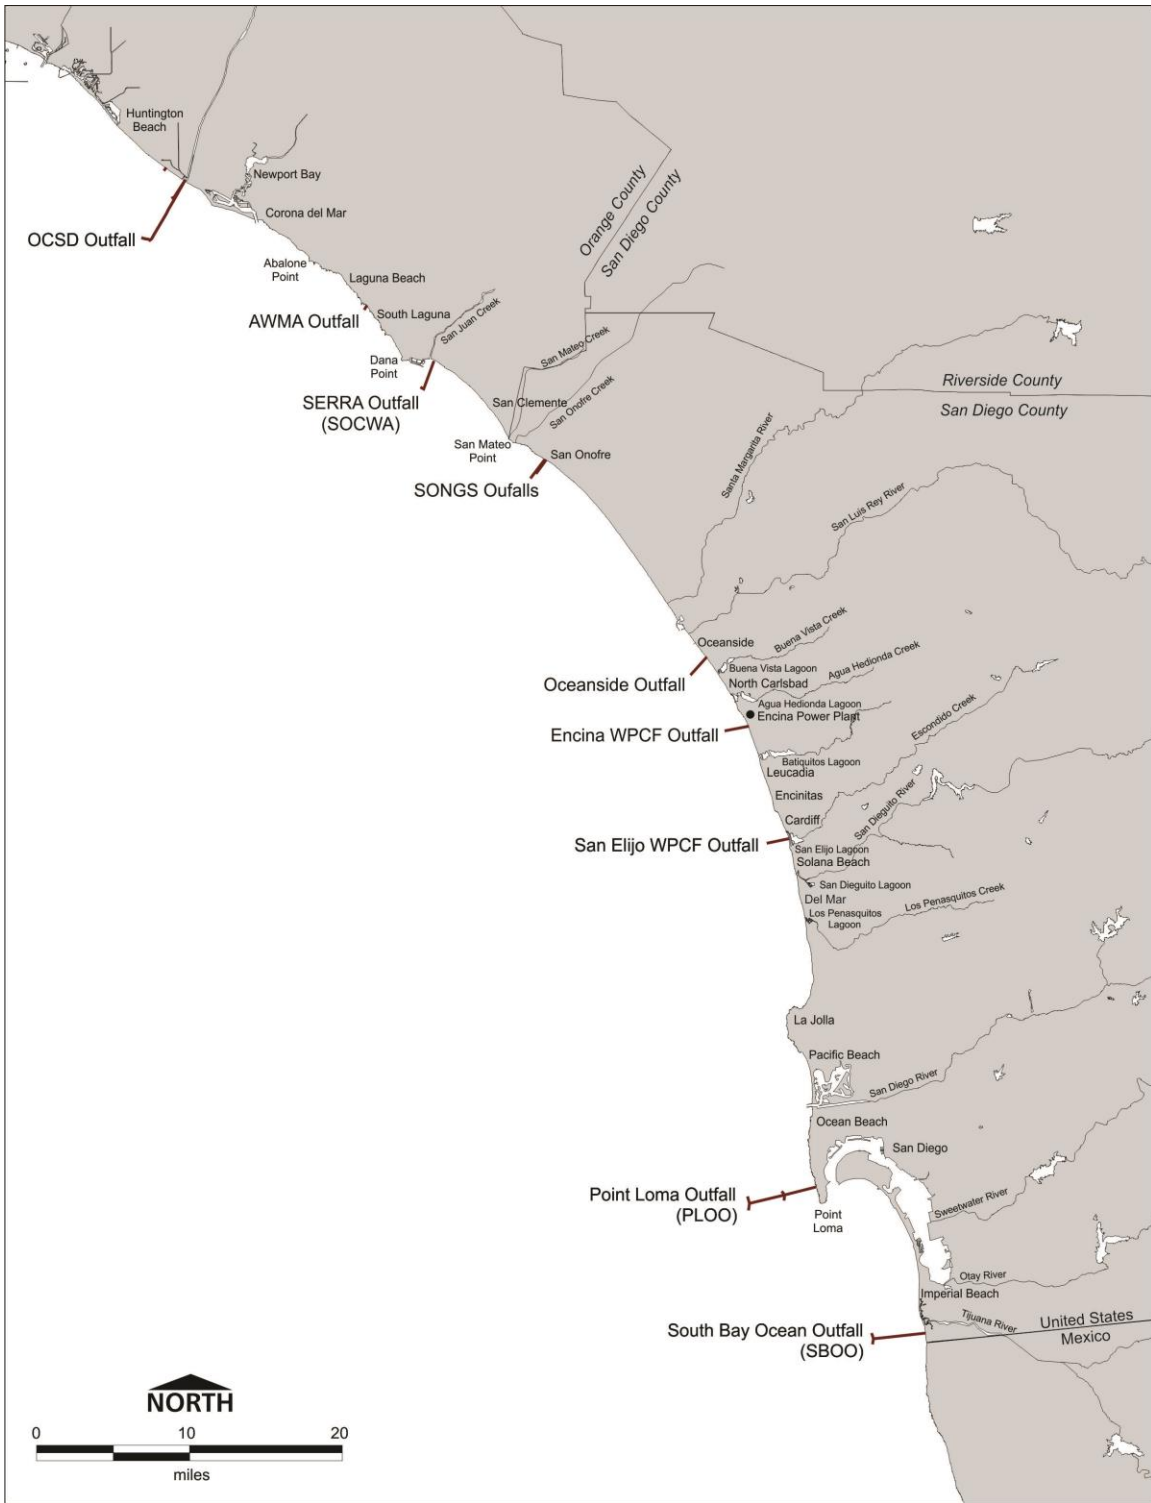 Huntington
Beach
Newport Bay
Corona del Mar
OCSD Outfall
Orange County
San Diego County
Abalone
Point
Laguna Beach
AWMA Outfall
South Laguna
San Juan Creek
Dana
Point
San Mateo Creek
SERRA Outfall
(SOCWA)
San Clemente
San Onofre Creek
Riverside County
San Diego County
San Mateo
Point
San Onofre
SONGS Oufalls
Santa Margarita River
San Luis Rey River
Oceanside
Buena Vista Creek
Buena Vista Lagoon
Oceanside Outfall
North Carlsbad
Agua Hedionda Creek
Agua Hedionda Lagoon
Encina Power Plant
Encina WPCF Outfall
Escondido Creek
Batiquitos Lagoon
Leucadia
Encinitas
Cardiff
San Dieguito River
San Elijo WPCF Outfall
San Elijo Lagoon
Solana Beach
San Dieguito Lagoon
Del Mar
Los Penasquitos Creek
Los Penasquitos
Lagoon
La Jolla
Pacific Beach
San Diego River
Ocean Beach
San Diego
Point Loma Outfall
(PLOO)
Point
Loma
Sweetwater River
Otay River
Imperial Beach
Tijuana River
United States
Mexico
South Bay Ocean Outfall
(SBOO)
NORTH
0 10 20
miles